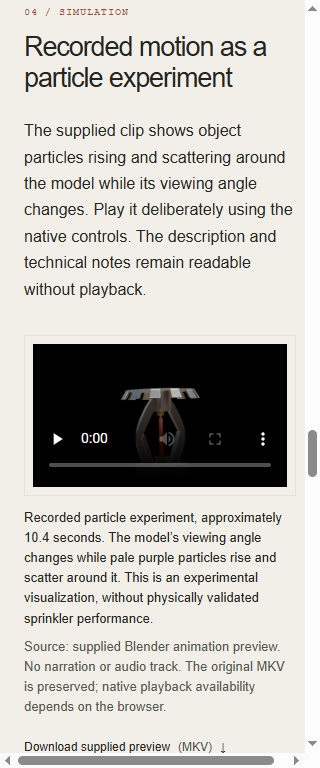 04 / SIMULATION
Recorded motion as a
particle experiment
The supplied clip shows object
particles rising and scattering around
the model while its viewing angle
changes. Play it deliberately using the
native controls. The description and
technical notes remain readable
without playback.
0:00
Recorded particle experiment, approximately
10.4 seconds. The model's viewing angle
changes while pale purple particles rise and
scatter around it. This is an experimental
visualization, without physically validated
sprinkler performance.
Source: supplied Blender animation preview.
No narration or audio track. The original MKV
is preserved; native playback availability
depends on the browser.
Download supplied preview (MKV) ↓